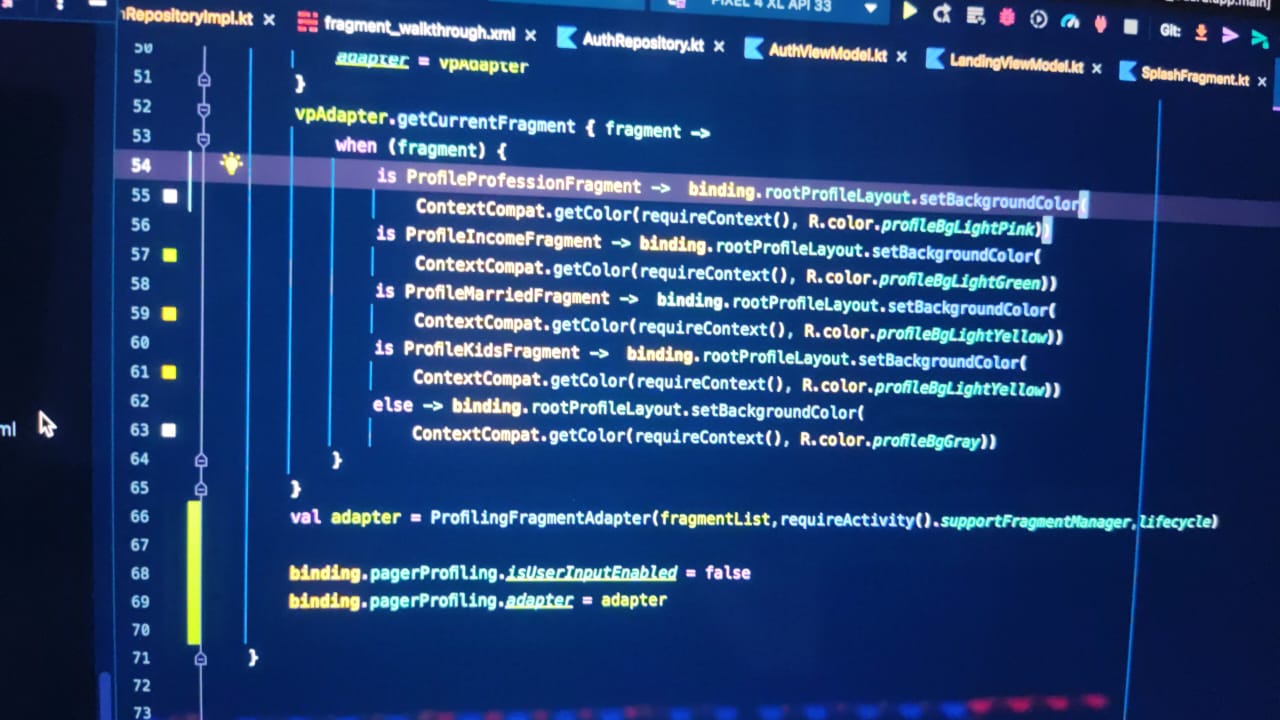 RepositoryImpl.kt
fragment_walkthrough.xml
AuthRepository.kt
AuthViewModel.kt
LandingViewModel.kt
SplashFragment.kt
PIXEL 4 XL API 33
Git:
50 adapter = vpAdapter
51 }
52 vpAdapter.getCurrentFragment { fragment ->
53 when (fragment) {
54 is ProfileProfessionFragment -> binding.rootProfileLayout.setBackgroundColor(
55 ContextCompat.getColor(requireContext(), R.color.profileBgLightPink))
56 is ProfileIncomeFragment -> binding.rootProfileLayout.setBackgroundColor(
57 ContextCompat.getColor(requireContext(), R.color.profileBgLightGreen))
58 is ProfileMarriedFragment -> binding.rootProfileLayout.setBackgroundColor(
59 ContextCompat.getColor(requireContext(), R.color.profileBgLightYellow))
60 is ProfileKidsFragment -> binding.rootProfileLayout.setBackgroundColor(
61 ContextCompat.getColor(requireContext(), R.color.profileBgLightYellow))
62 else -> binding.rootProfileLayout.setBackgroundColor(
63 ContextCompat.getColor(requireContext(), R.color.profileBgGray))
64 }
65 }
66 val adapter = ProfilingFragmentAdapter(fragmentList,requireActivity().supportFragmentManager,lifecycle)
67
68 binding.pagerProfiling.isUserInputEnabled = false
69 binding.pagerProfiling.adapter = adapter
70
71 }
72
73
ml